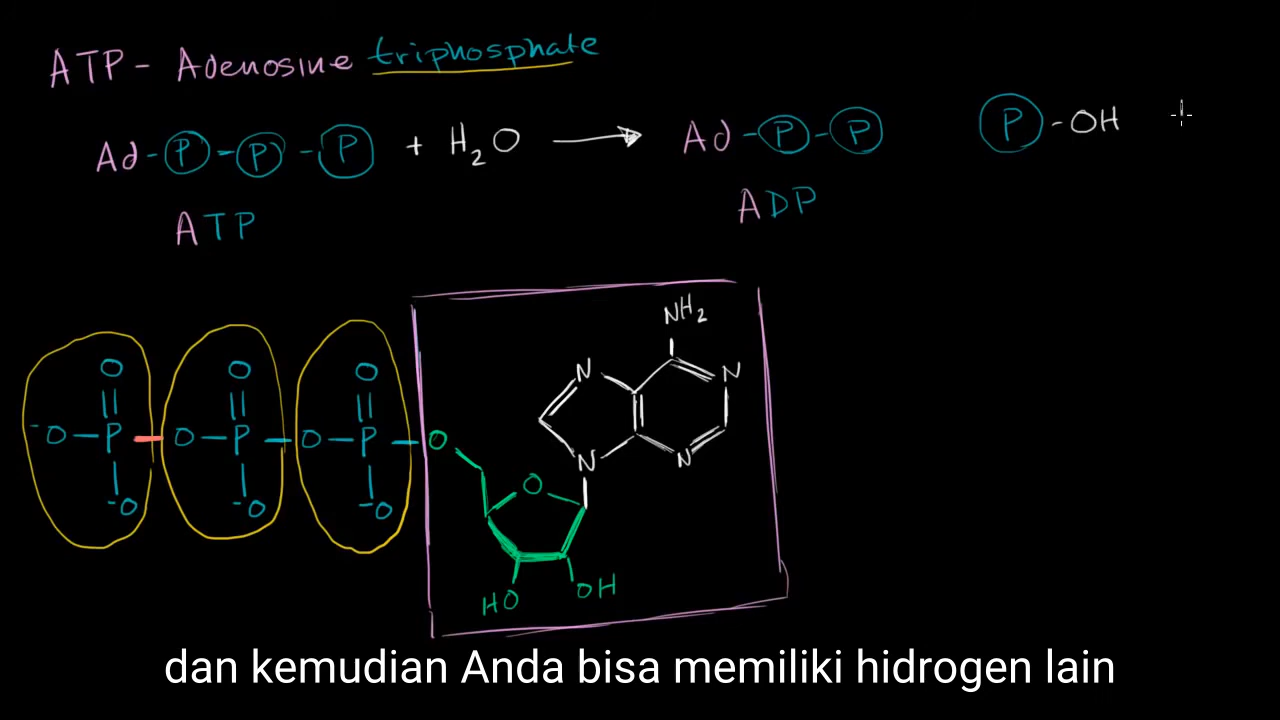 ATP - Adenosine triphosphate
Ad - P - P - P + H2O → Ad - P - P P - OH
ATP ADP
NH2
O O O N N
-O - P - O - P - O - P - O
N N
-O -O -O O
HO OH
dan kemudian Anda bisa memiliki hidrogen lain